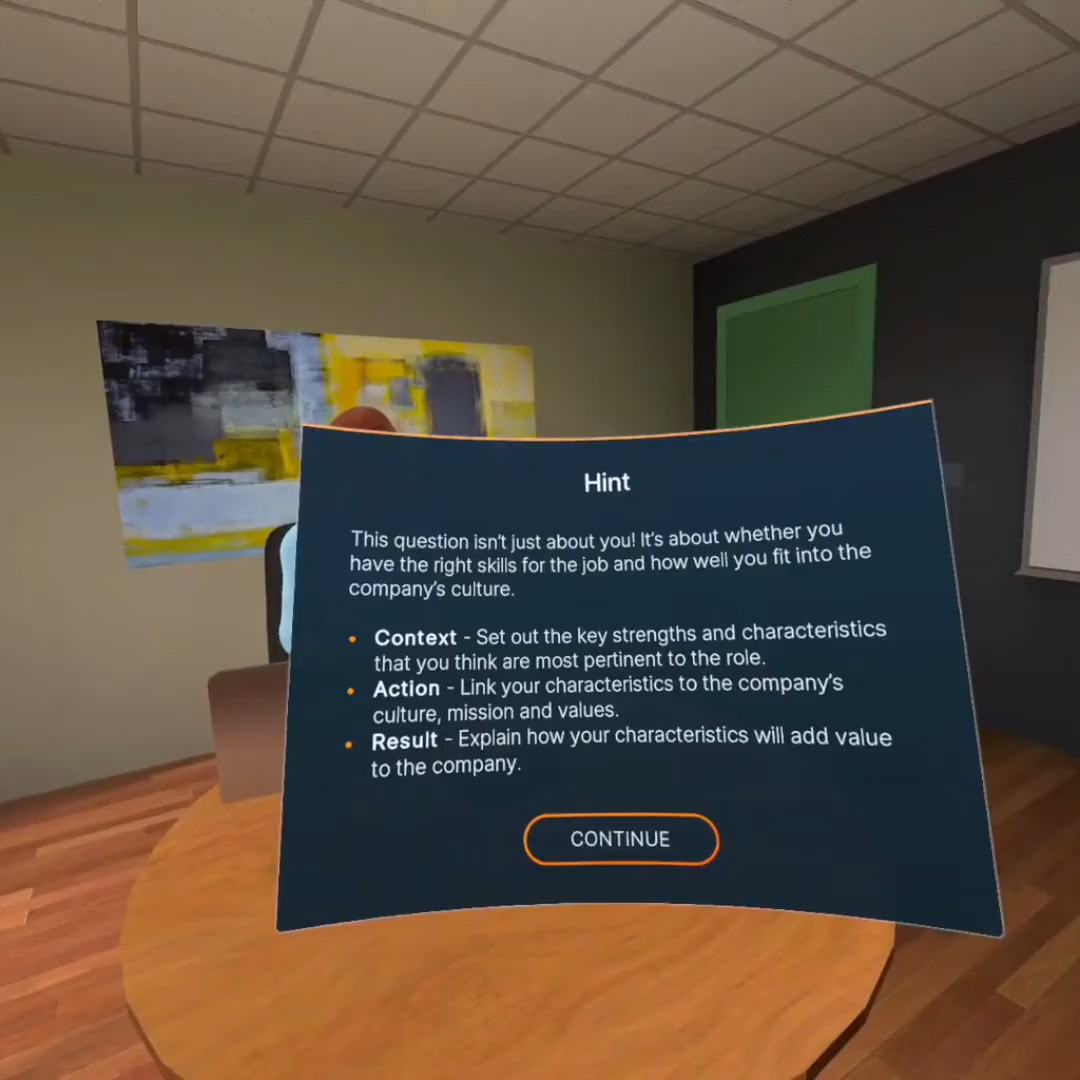 Hint
This question isn't just about you! It's about whether you
have the right skills for the job and how well you fit into the
company's culture.
• Context - Set out the key strengths and characteristics
that you think are most pertinent to the role.
• Action - Link your characteristics to the company's
culture, mission and values.
• Result - Explain how your characteristics will add value
to the company.
CONTINUE